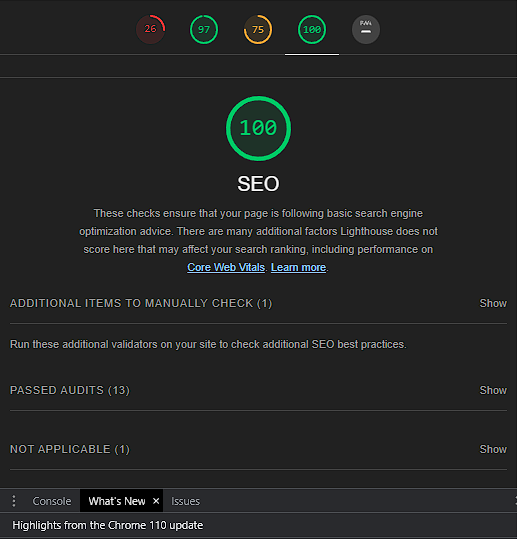 26 97 75 100 PWA
100
SEO
These checks ensure that your page is following basic search engine
optimization advice. There are many additional factors Lighthouse does
not score here that may affect your search ranking, including performance on
Core Web Vitals. Learn more.
ADDITIONAL ITEMS TO MANUALLY CHECK (1) Show
Run these additional validators on your site to check additional SEO best practices.
PASSED AUDITS (13) Show
NOT APPLICABLE (1) Show
Console What's New × Issues
Highlights from the Chrome 110 update